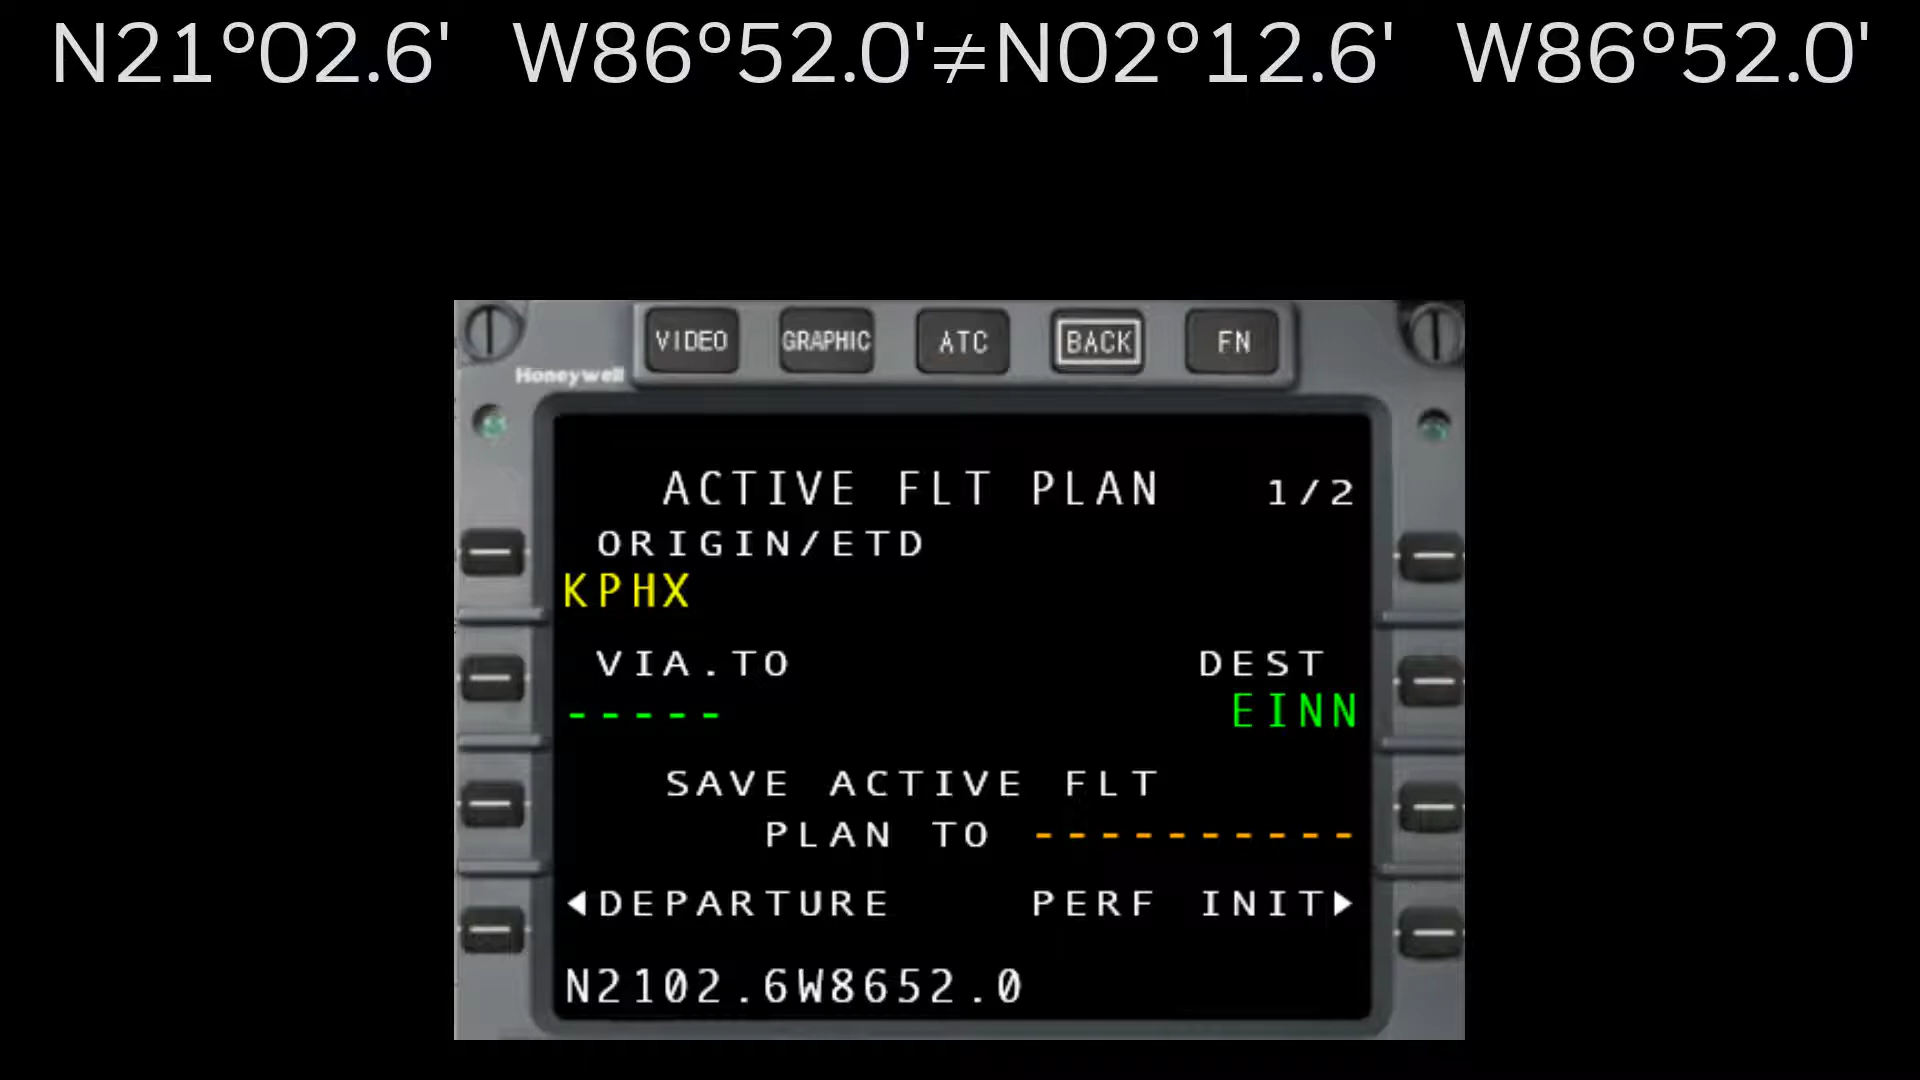 N21°02.6' W86°52.0'≠N02°12.6' W86°52.0'
VIDEO GRAPHIC ATC BACK FN
Honeywell
ACTIVE FLT PLAN 1/2
ORIGIN/ETD
KPHX
VIA.TO DEST
----- EINN
SAVE ACTIVE FLT
PLAN TO ----------
◀DEPARTURE PERF INIT▶
N2102.6W8652.0